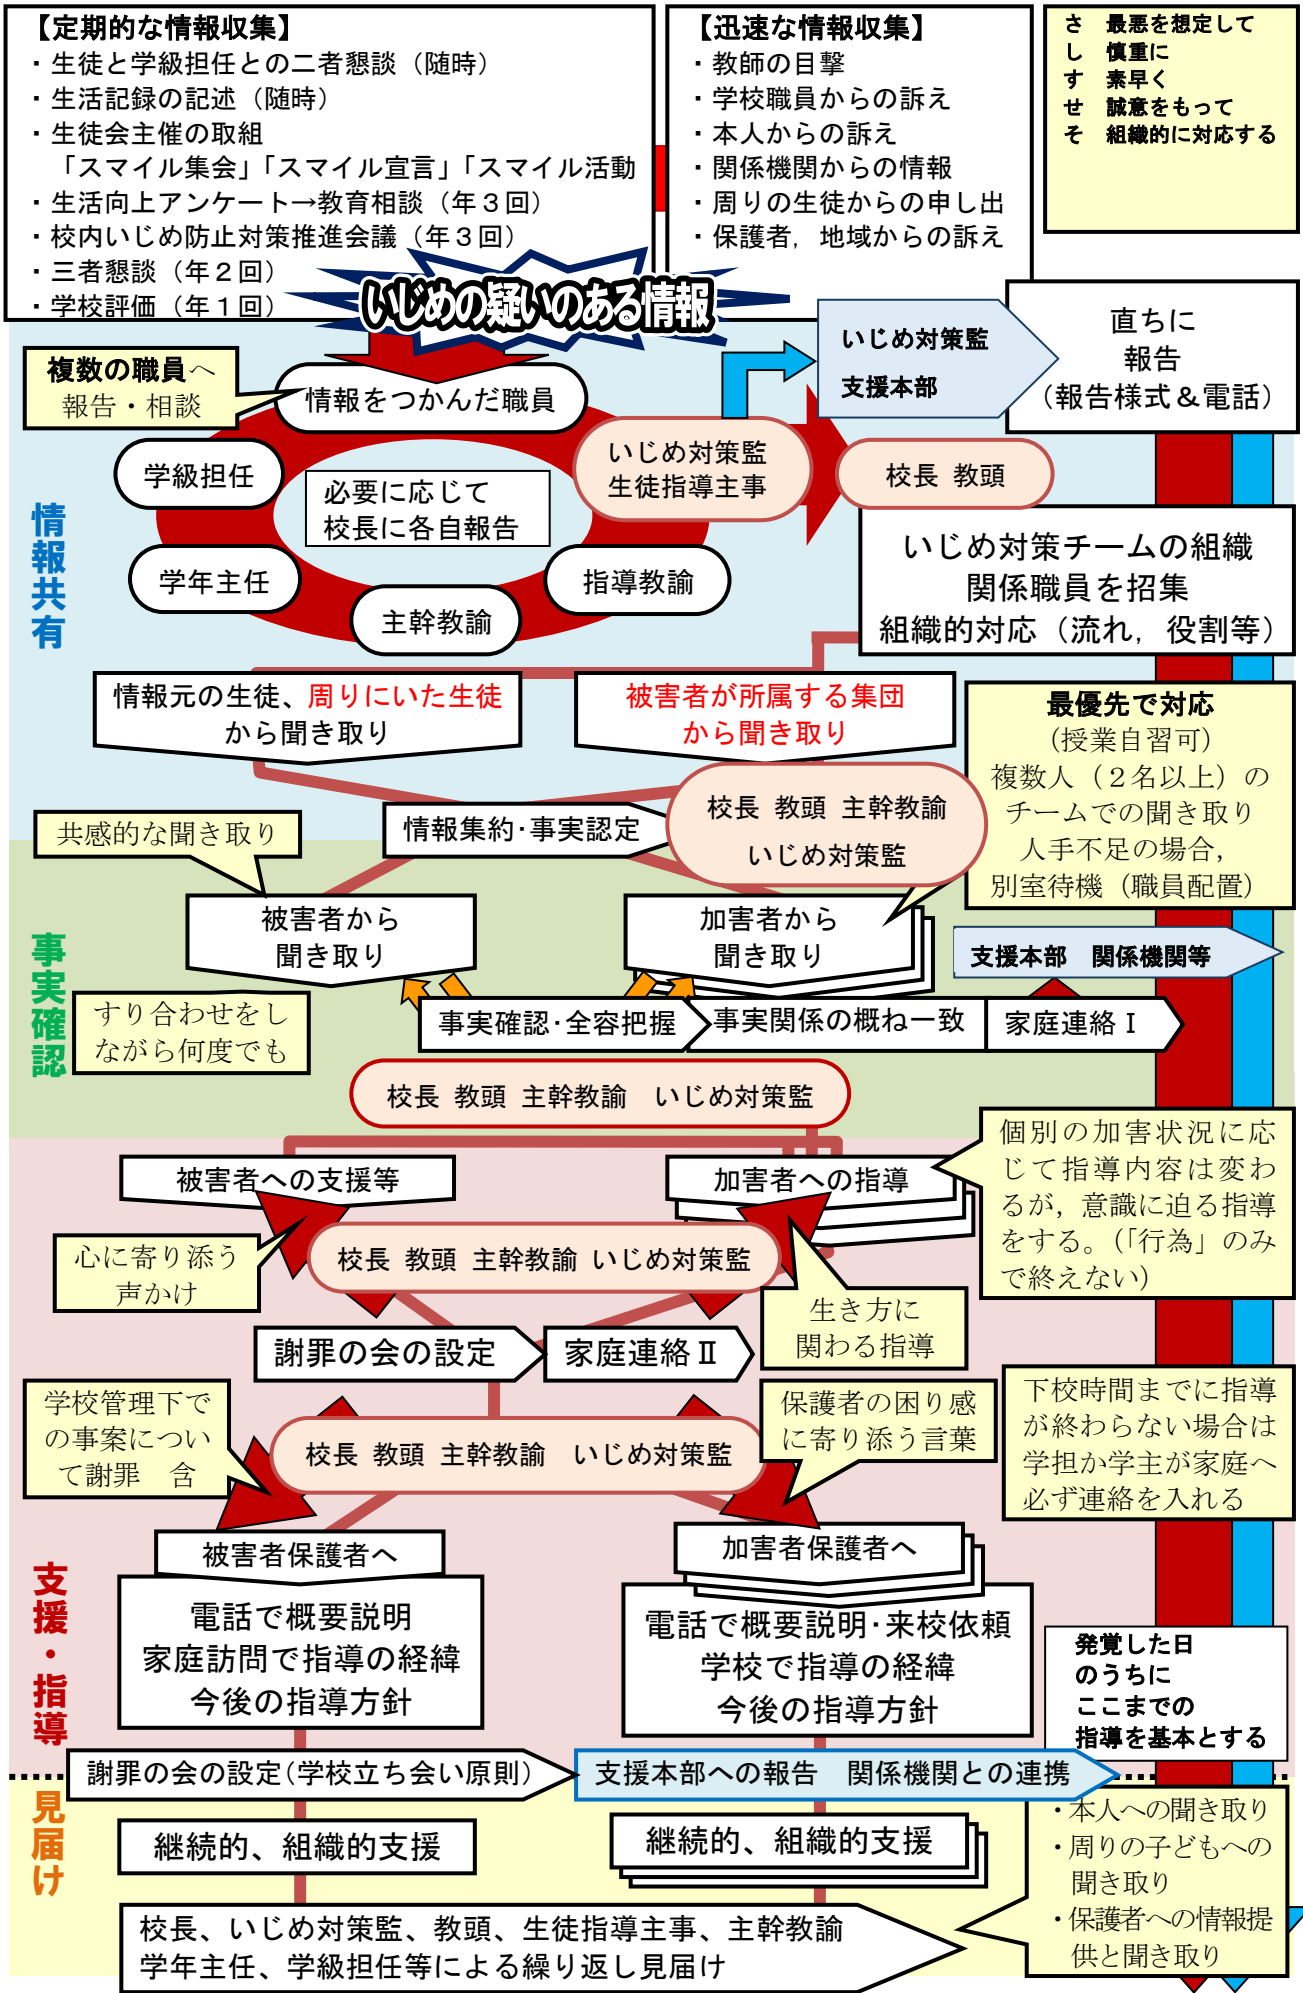 【定期的な情報収集】
・生徒と学級担任との二者懇談（随時）
・生活記録の記述（随時）
・生徒会主催の取組
「スマイル集会」「スマイル宣言」「スマイル活動
・生活向上アンケート→教育相談（年３回）
・校内いじめ防止対策推進会議（年３回）
・三者懇談（年２回）
・学校評価（年１回）
【迅速な情報収集】
・教師の目撃
・学校職員からの訴え
・本人からの訴え
・関係機関からの情報
・周りの生徒からの申し出
・保護者，地域からの訴え
さ　最悪を想定して
し　慎重に
す　素早く
せ　誠意をもって
そ　組織的に対応する
いじめの疑いのある情報
いじめ対策監
支援本部
直ちに
報告
（報告様式＆電話）
複数の職員へ
報告・相談
情報をつかんだ職員
学級担任
いじめ対策監
生徒指導主事
校長 教頭
必要に応じて
校長に各自報告
情報共有
学年主任
指導教諭
主幹教諭
いじめ対策チームの組織
関係職員を招集
組織的対応（流れ，役割等）
情報元の生徒、周りにいた生徒
から聞き取り
被害者が所属する集団
から聞き取り
最優先で対応
（授業自習可）
複数人（２名以上）の
チームでの聞き取り
人手不足の場合，
別室待機（職員配置）
情報集約・事実認定
校長 教頭 主幹教諭
いじめ対策監
共感的な聞き取り
事実確認
被害者から
聞き取り
加害者から
聞き取り
支援本部　関係機関等
すり合わせをし
ながら何度でも
事実確認・全容把握
事実関係の概ね一致
家庭連絡Ⅰ
校長 教頭 主幹教諭　いじめ対策監
被害者への支援等
加害者への指導
個別の加害状況に応
じて指導内容は変わ
るが，意識に迫る指導
をする。（「行為」のみ
で終えない）
心に寄り添う
声かけ
校長 教頭 主幹教諭 いじめ対策監
生き方に
関わる指導
謝罪の会の設定
家庭連絡Ⅱ
学校管理下で
の事案につい
て謝罪　含
校長 教頭 主幹教諭　いじめ対策監
保護者の困り感
に寄り添う言葉
下校時間までに指導
が終わらない場合は
学担か学主が家庭へ
必ず連絡を入れる
支援・指導
被害者保護者へ
電話で概要説明
家庭訪問で指導の経緯
今後の指導方針
加害者保護者へ
電話で概要説明・来校依頼
学校で指導の経緯
今後の指導方針
発覚した日
のうちに
ここまでの
指導を基本とする
謝罪の会の設定（学校立ち会い原則）
支援本部への報告　関係機関との連携
見届け
継続的、組織的支援
継続的、組織的支援
・本人への聞き取り
・周りの子どもへの
聞き取り
・保護者への情報提
供と聞き取り
校長、いじめ対策監、教頭、生徒指導主事、主幹教諭
学年主任、学級担任等による繰り返し見届け